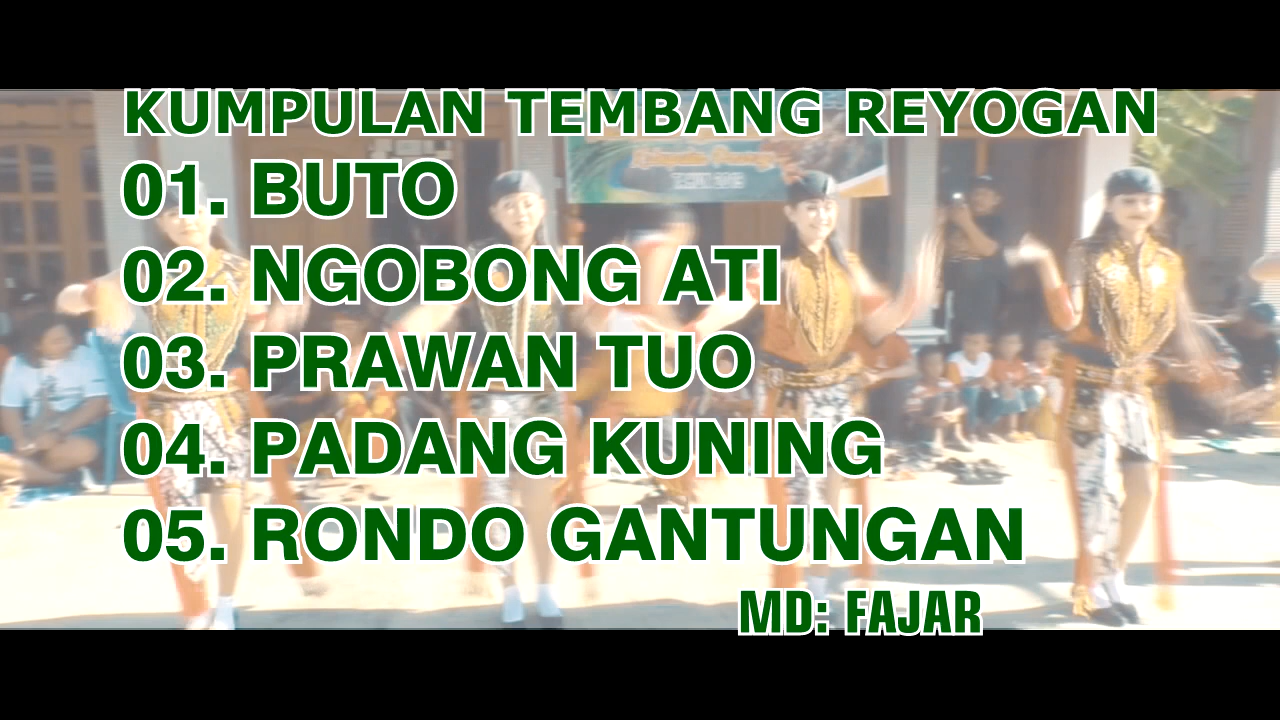 KUMPULAN TEMBANG REYOGAN
01. BUTO
02. NGOBONG ATI
03. PRAWAN TUO
04. PADANG KUNING
05. RONDO GANTUNGAN
MD: FAJAR